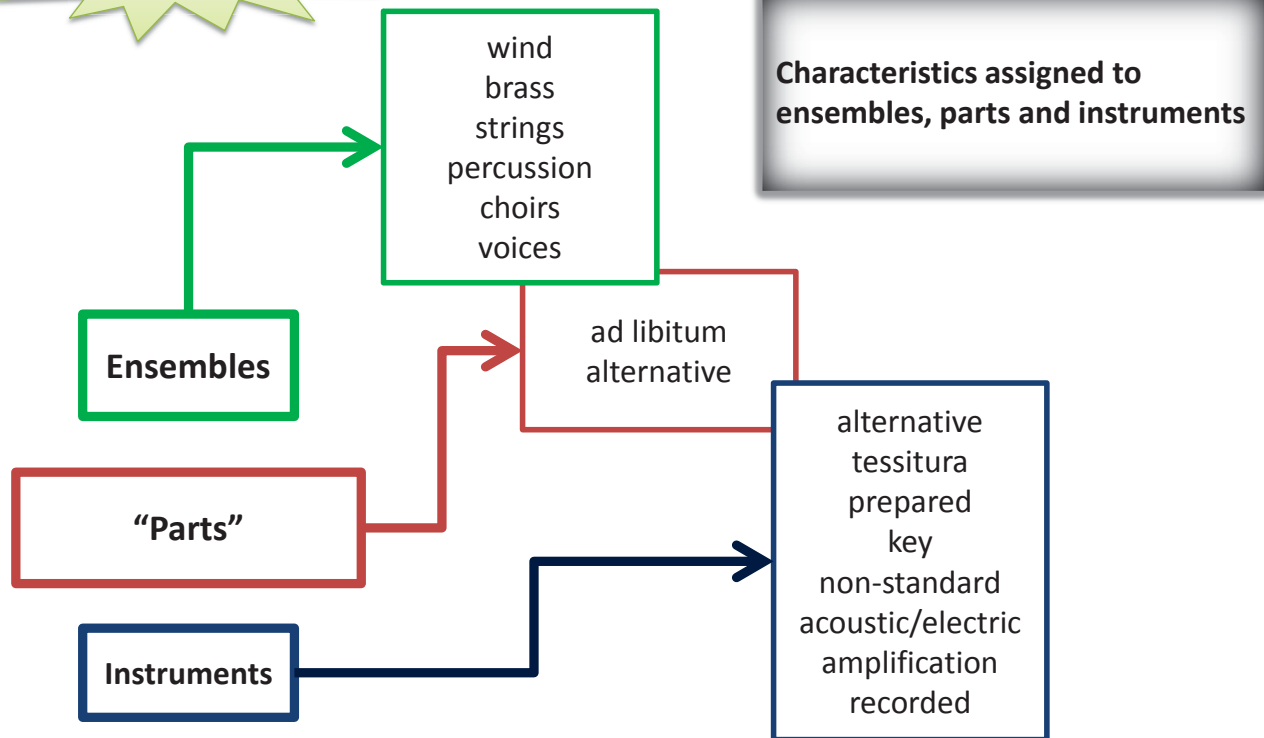 Characteristics assigned to
ensembles, parts and instruments
wind
brass
strings
percussion
choirs
voices
Ensembles
ad libitum
alternative
“Parts”
alternative
tessitura
prepared
key
non-standard
acoustic/electric
amplification
recorded
Instruments